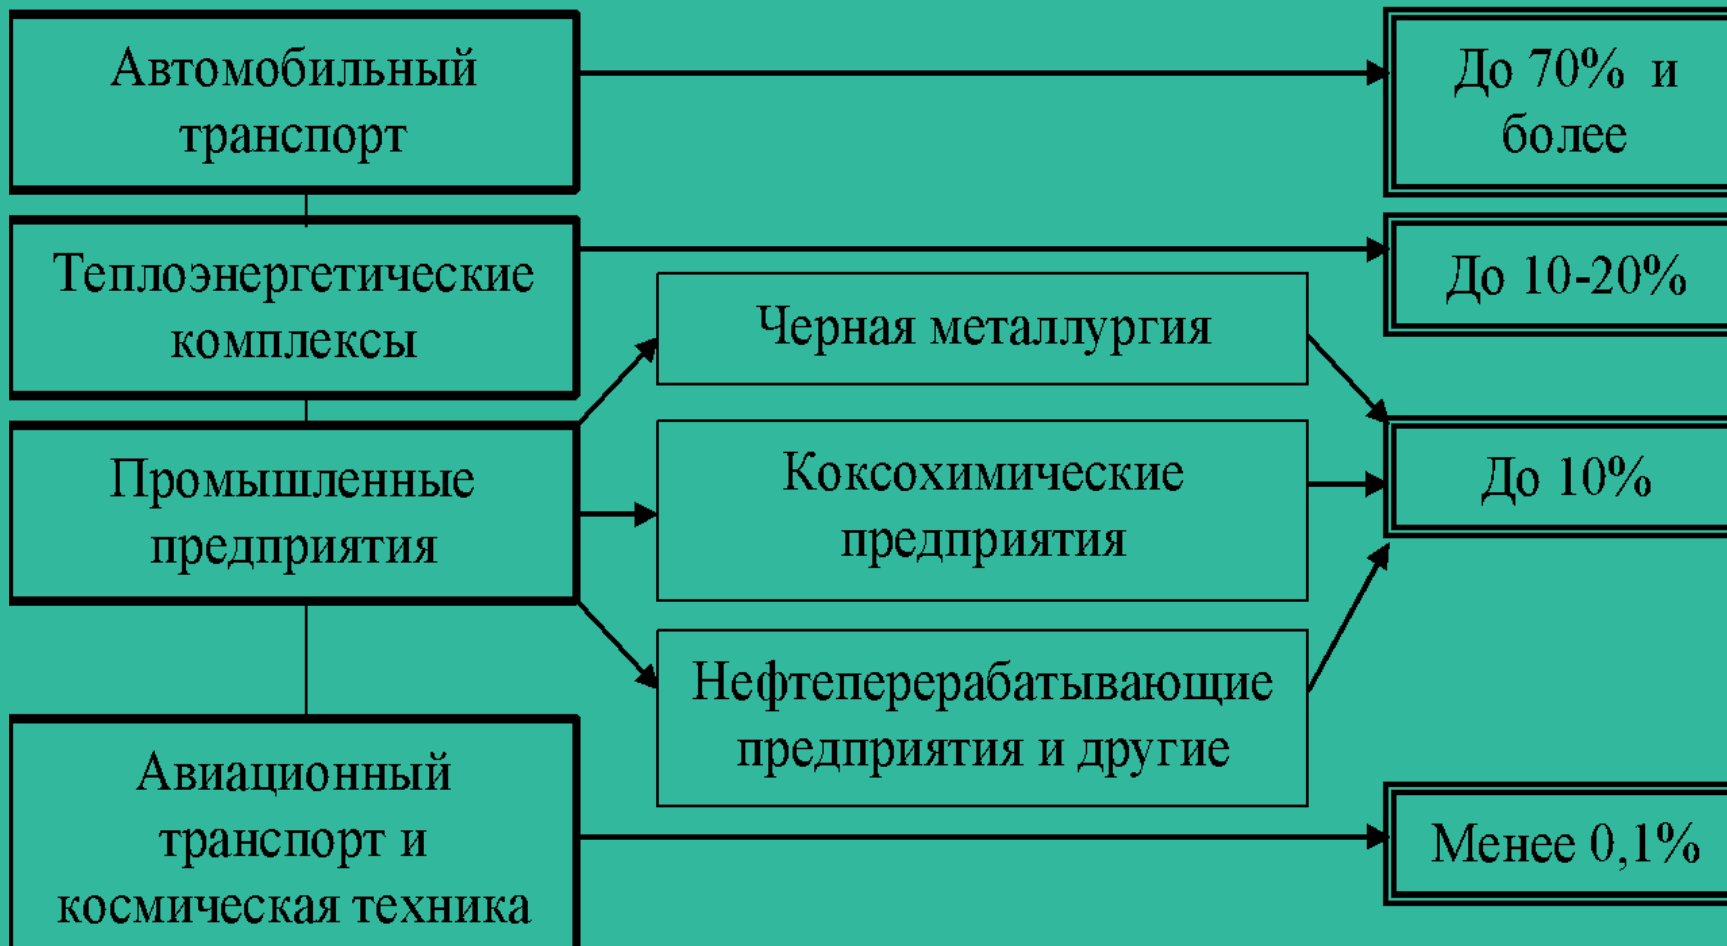 Автомобильный
транспорт
До 70% и
более
Теплоэнергетические
комплексы
До 10-20%
Черная металлургия
Промышленные
предприятия
Коксохимические
предприятия
До 10%
Нефтеперерабатывающие
предприятия и другие
Авиационный
транспорт и
космическая техника
Менее 0,1%